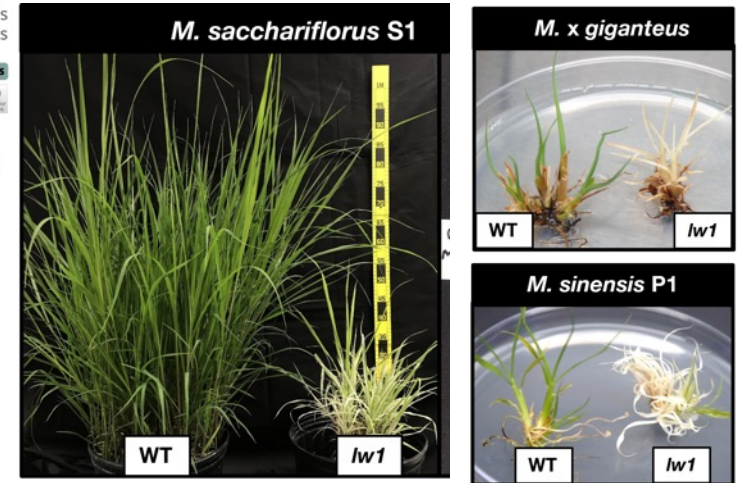 s
s
s
M. sacchariflorus S1
WT
lw1
M. x giganteus
WT
lw1
M. sinensis P1
WT
lw1